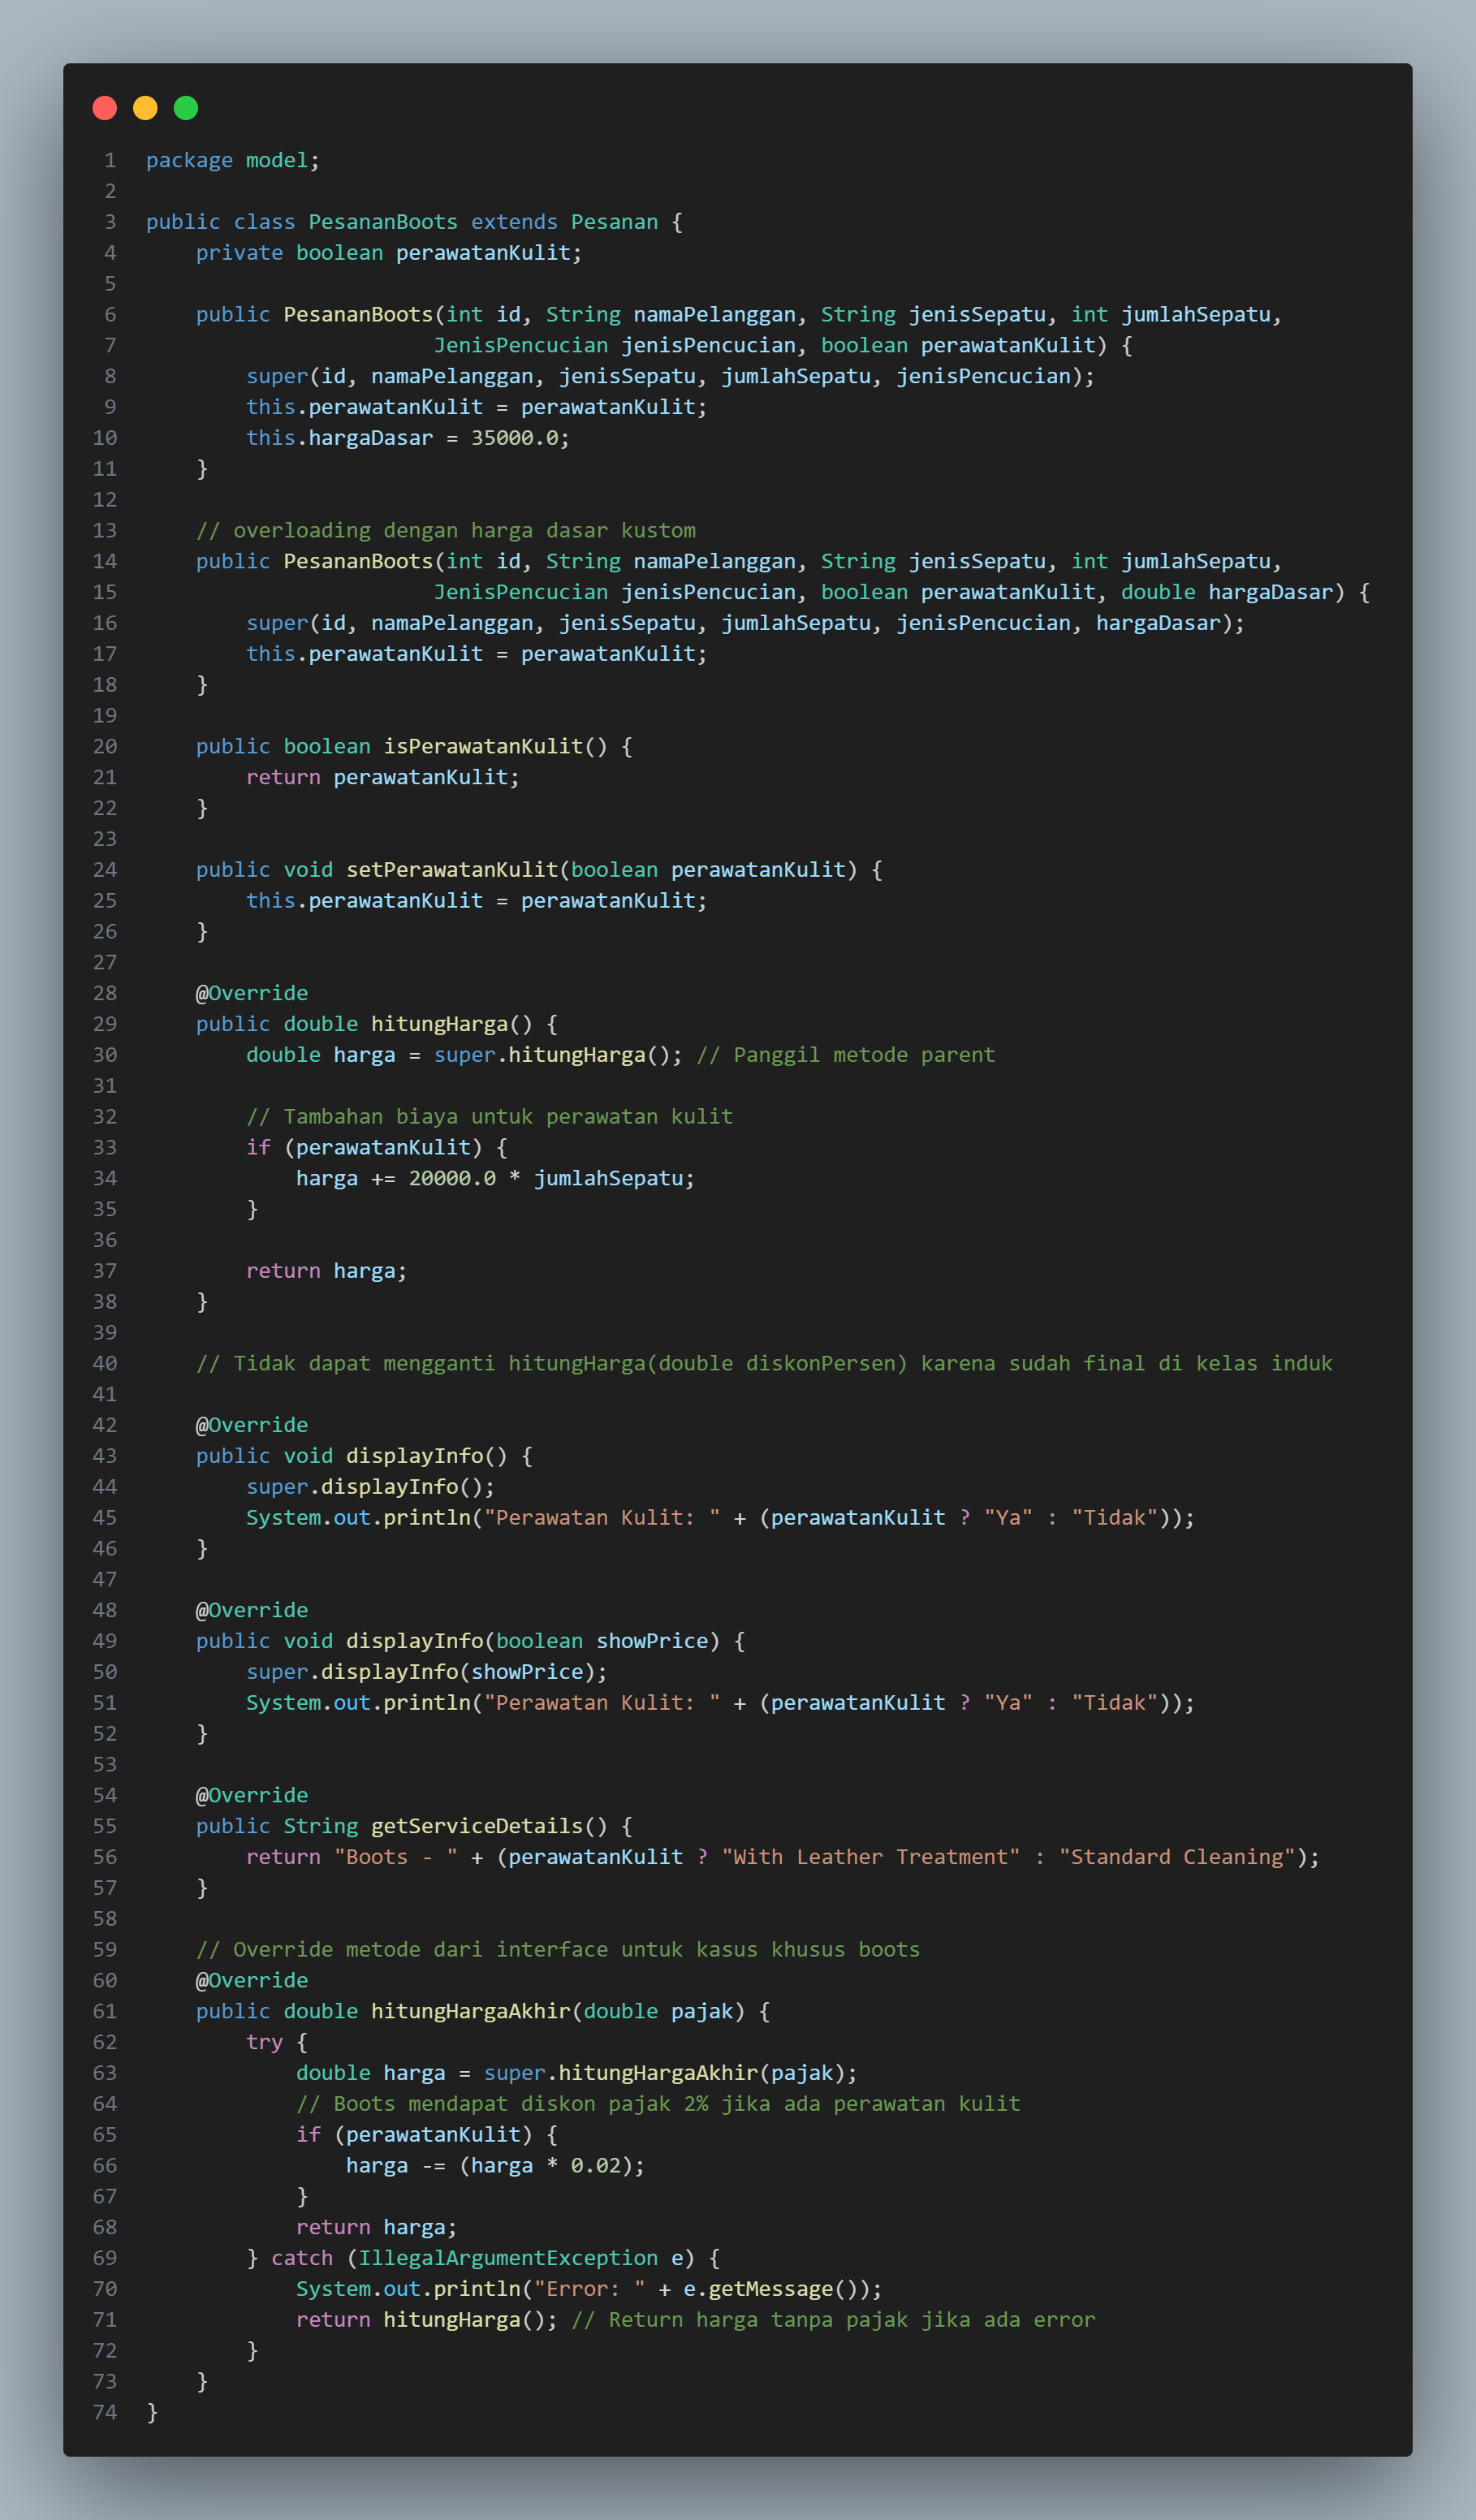 1 package model;
2
3 public class PesananBoots extends Pesanan {
4     private boolean perawatanKulit;
5
6     public PesananBoots(int id, String namaPelanggan, String jenisSepatu, int jumlahSepatu,
7                        JenisPencucian jenisPencucian, boolean perawatanKulit) {
8         super(id, namaPelanggan, jenisSepatu, jumlahSepatu, jenisPencucian);
9         this.perawatanKulit = perawatanKulit;
10         this.hargaDasar = 35000.0;
11     }
12
13     // overloading dengan harga dasar kustom
14     public PesananBoots(int id, String namaPelanggan, String jenisSepatu, int jumlahSepatu,
15                        JenisPencucian jenisPencucian, boolean perawatanKulit, double hargaDasar) {
16         super(id, namaPelanggan, jenisSepatu, jumlahSepatu, jenisPencucian, hargaDasar);
17         this.perawatanKulit = perawatanKulit;
18     }
19
20     public boolean isPerawatanKulit() {
21         return perawatanKulit;
22     }
23
24     public void setPerawatanKulit(boolean perawatanKulit) {
25         this.perawatanKulit = perawatanKulit;
26     }
27
28     @Override
29     public double hitungHarga() {
30         double harga = super.hitungHarga(); // Panggil metode parent
31
32         // Tambahan biaya untuk perawatan kulit
33         if (perawatanKulit) {
34             harga += 20000.0 * jumlahSepatu;
35         }
36
37         return harga;
38     }
39
40     // Tidak dapat mengganti hitungHarga(double diskonPersen) karena sudah final di kelas induk
41
42     @Override
43     public void displayInfo() {
44         super.displayInfo();
45         System.out.println("Perawatan Kulit: " + (perawatanKulit ? "Ya" : "Tidak"));
46     }
47
48     @Override
49     public void displayInfo(boolean showPrice) {
50         super.displayInfo(showPrice);
51         System.out.println("Perawatan Kulit: " + (perawatanKulit ? "Ya" : "Tidak"));
52     }
53
54     @Override
55     public String getServiceDetails() {
56         return "Boots - " + (perawatanKulit ? "With Leather Treatment" : "Standard Cleaning");
57     }
58
59     // Override metode dari interface untuk kasus khusus boots
60     @Override
61     public double hitungHargaAkhir(double pajak) {
62         try {
63             double harga = super.hitungHargaAkhir(pajak);
64             // Boots mendapat diskon pajak 2% jika ada perawatan kulit
65             if (perawatanKulit) {
66                 harga -= (harga * 0.02);
67             }
68             return harga;
69         } catch (IllegalArgumentException e) {
70             System.out.println("Error: " + e.getMessage());
71             return hitungHarga(); // Return harga tanpa pajak jika ada error
72         }
73     }
74 }